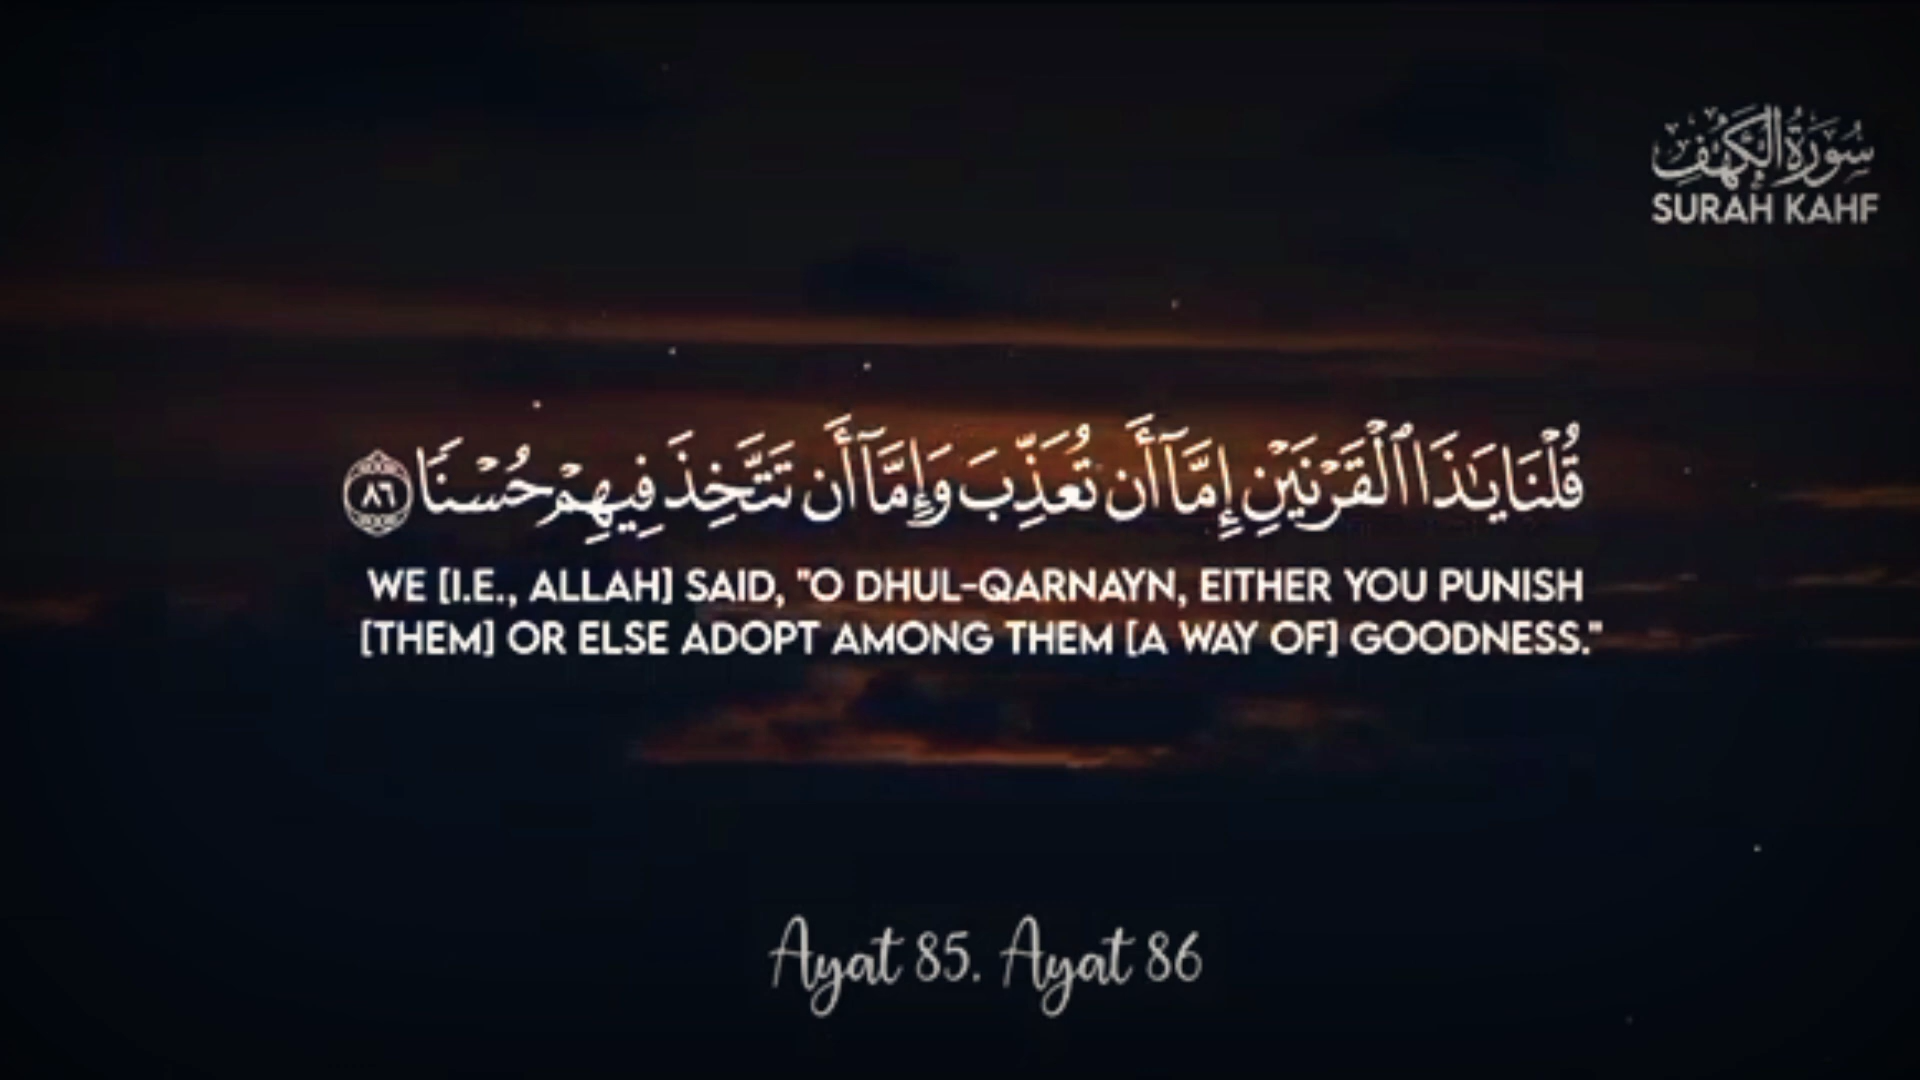 سُورَةُ الْكَهْفِ
SURAH KAHF
قُلْنَا يَـٰذَا ٱلْقَرْنَيْنِ إِمَّآ أَن تُعَذِّبَ وَإِمَّآ أَن تَتَّخِذَ فِيهِمْ حُسْنًا ٨٦
WE [I.E., ALLAH] SAID, "O DHUL-QARNAYN, EITHER YOU PUNISH
[THEM] OR ELSE ADOPT AMONG THEM [A WAY OF] GOODNESS."
Ayat 85. Ayat 86